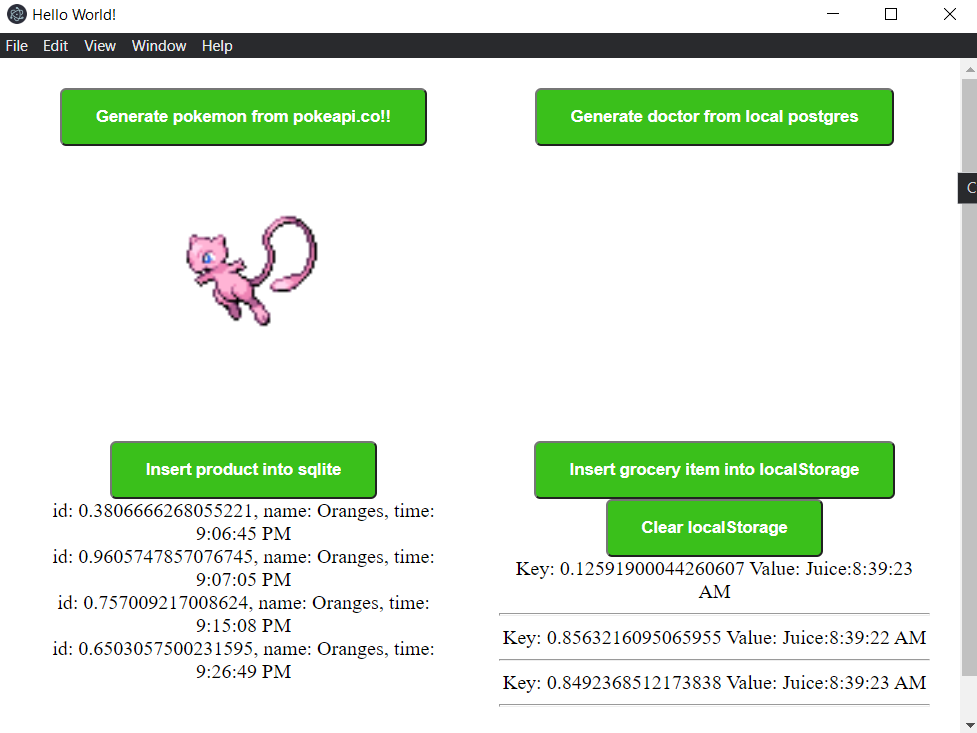 Hello World!
File Edit View Window Help
Generate pokemon from pokeapi.co!!
Generate doctor from local postgres
C
Insert product into sqlite
id: 0.3806666268055221, name: Oranges, time:
9:06:45 PM
id: 0.9605747857076745, name: Oranges, time:
9:07:05 PM
id: 0.757009217008624, name: Oranges, time:
9:15:08 PM
id: 0.6503057500231595, name: Oranges, time:
9:26:49 PM
Insert grocery item into localStorage
Clear localStorage
Key: 0.12591900044260607 Value: Juice:8:39:23
AM
Key: 0.8563216095065955 Value: Juice:8:39:22 AM
Key: 0.8492368512173838 Value: Juice:8:39:23 AM